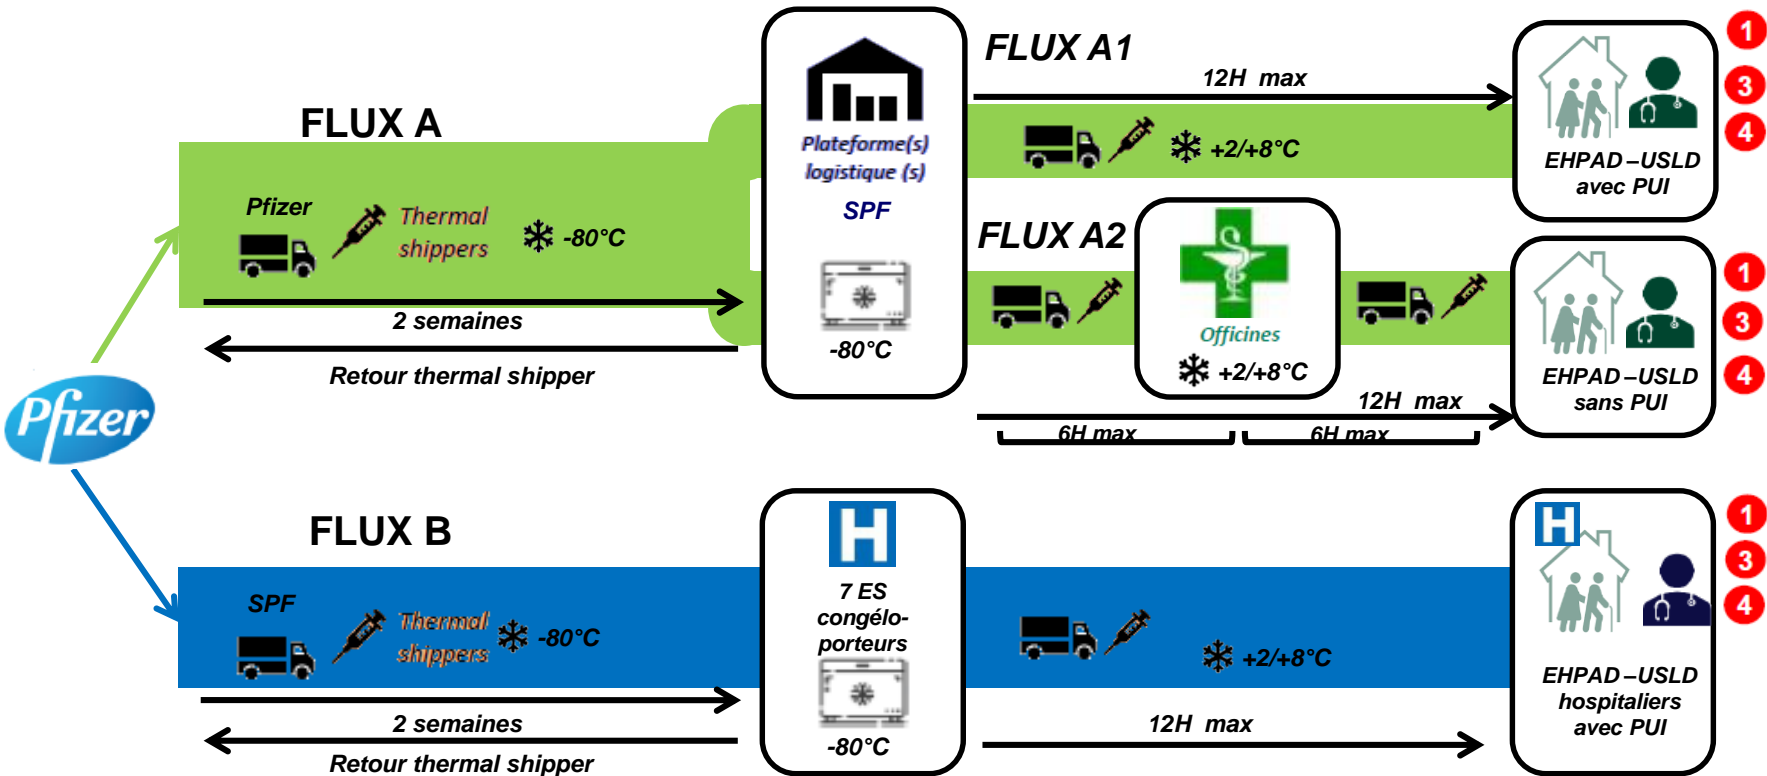 Pfizer
FLUX A
Pfizer
Thermal
shippers
-80°C
2 semaines
Retour thermal shipper
Plateforme(s)
logistique (s)
SPF
-80°C
FLUX A1
12H max
+2/+8°C
EHPAD –USLD
avec PUI
1
3
4
FLUX A2
Officines
+2/+8°C
12H max
6H max
6H max
EHPAD –USLD
sans PUI
1
3
4
FLUX B
SPF
Thermal
shippers
-80°C
2 semaines
Retour thermal shipper
H
7 ES
congélo-
porteurs
-80°C
+2/+8°C
12H max
H
EHPAD –USLD
hospitaliers
avec PUI
1
3
4